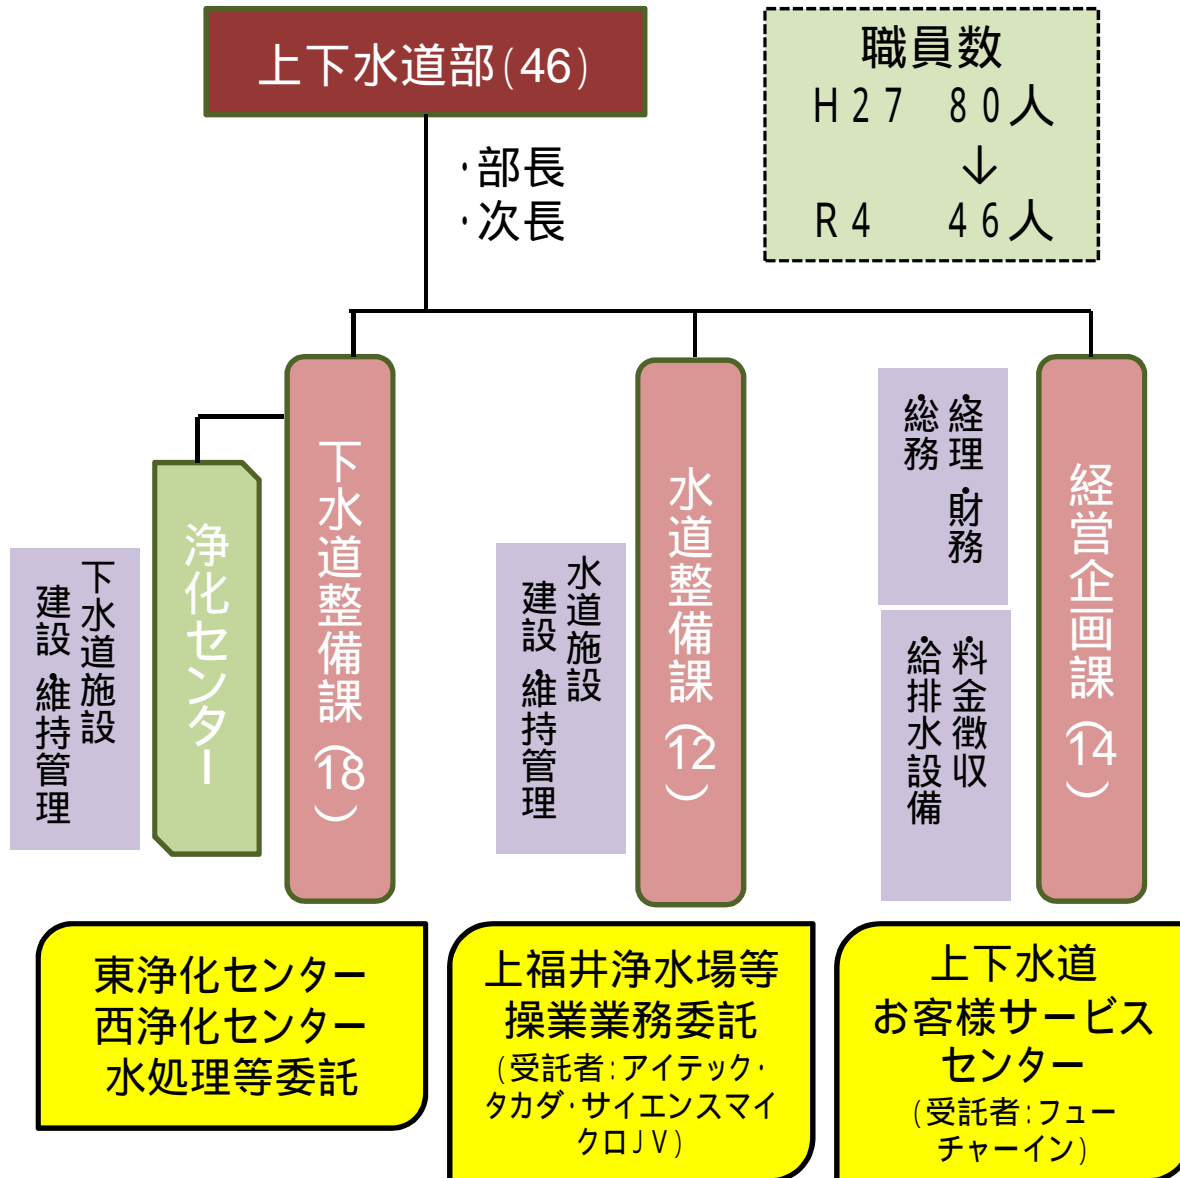 上下水道部(46)
・部長
・次長
職員数
H27 80人
↓
R4 46人
下水道整備課(18)
浄化センター
下水道施設
建設・維持管理
水道整備課(12)
水道施設
建設・維持管理
経営企画課(14)
・経理・財務
・総務
・料金徴収
・給排水設備
東浄化センター
西浄化センター
水処理等委託
上福井浄水場等
操業業務委託
(受託者:アイテック・
タカダ・サイエンスマイ
クロJV)
上下水道
お客様サービス
センター
(受託者:フュー
チャーイン)